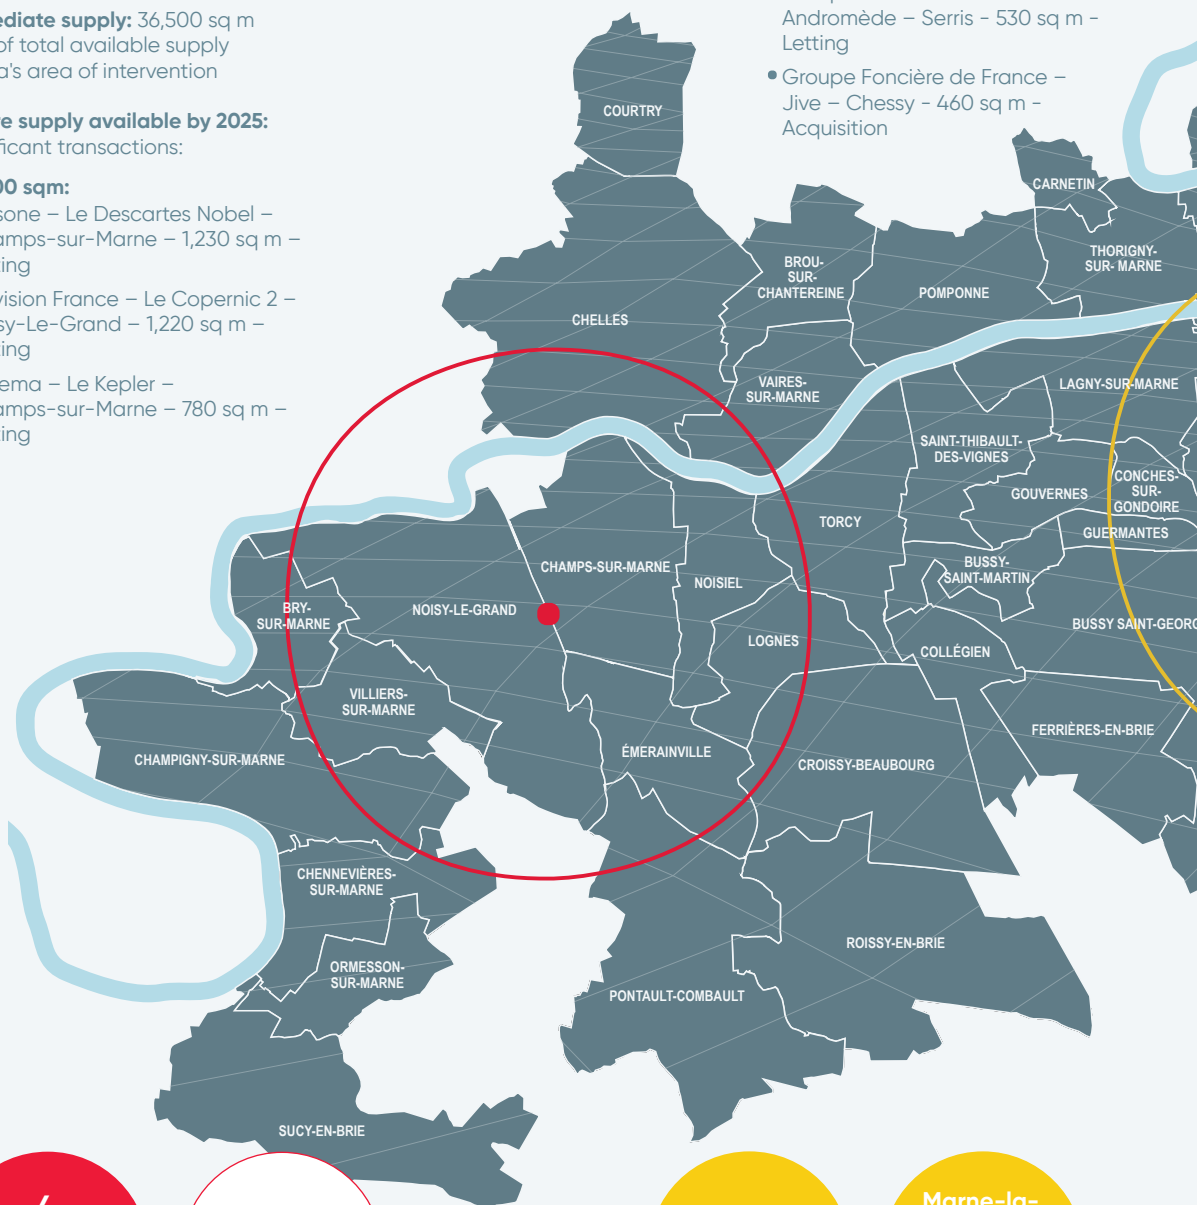 ediate supply: 36,500 sq m
of total available supply
a's area of intervention
re supply available by 2025:
ificant transactions:
00 sqm:
sone – Le Descartes Nobel –
amps-sur-Marne – 1,230 sq m –
ing
vision France – Le Copernic 2 –
sy-Le-Grand – 1,220 sq m –
ing
ema – Le Kepler –
amps-sur-Marne – 780 sq m –
ing
Andromède – Serris - 530 sq m -
Letting
• Groupe Foncière de France –
Jive – Chessy - 460 sq m -
Acquisition
COURTRY
CARNETIN
THORIGNY-
SUR- MARNE
BROU-
SUR-
CHANTEREINE
POMPONNE
CHELLES
VAIRES-
SUR-MARNE
LAGNY-SUR-MARNE
SAINT-THIBAULT-
DES-VIGNES
GOUVERNES
CONCHES-
SUR-
GONDOIRE
TORCY
GUERMANTES
CHAMPS-SUR-MARNE
NOISIEL
BUSSY-
SAINT-MARTIN
BRY-
SUR-MARNE
NOISY-LE-GRAND
LOGNES
BUSSY SAINT-GEORG
COLLÉGIEN
VILLIERS-
SUR-MARNE
FERRIÈRES-EN-BRIE
CHAMPIGNY-SUR-MARNE
ÉMERAINVILLE
CROISSY-BEAUBOURG
CHENNEVIÈRES-
SUR-MARNE
ROISSY-EN-BRIE
ORMESSON-
SUR-MARNE
PONTAULT-COMBAULT
SUCY-EN-BRIE
Marne-la-